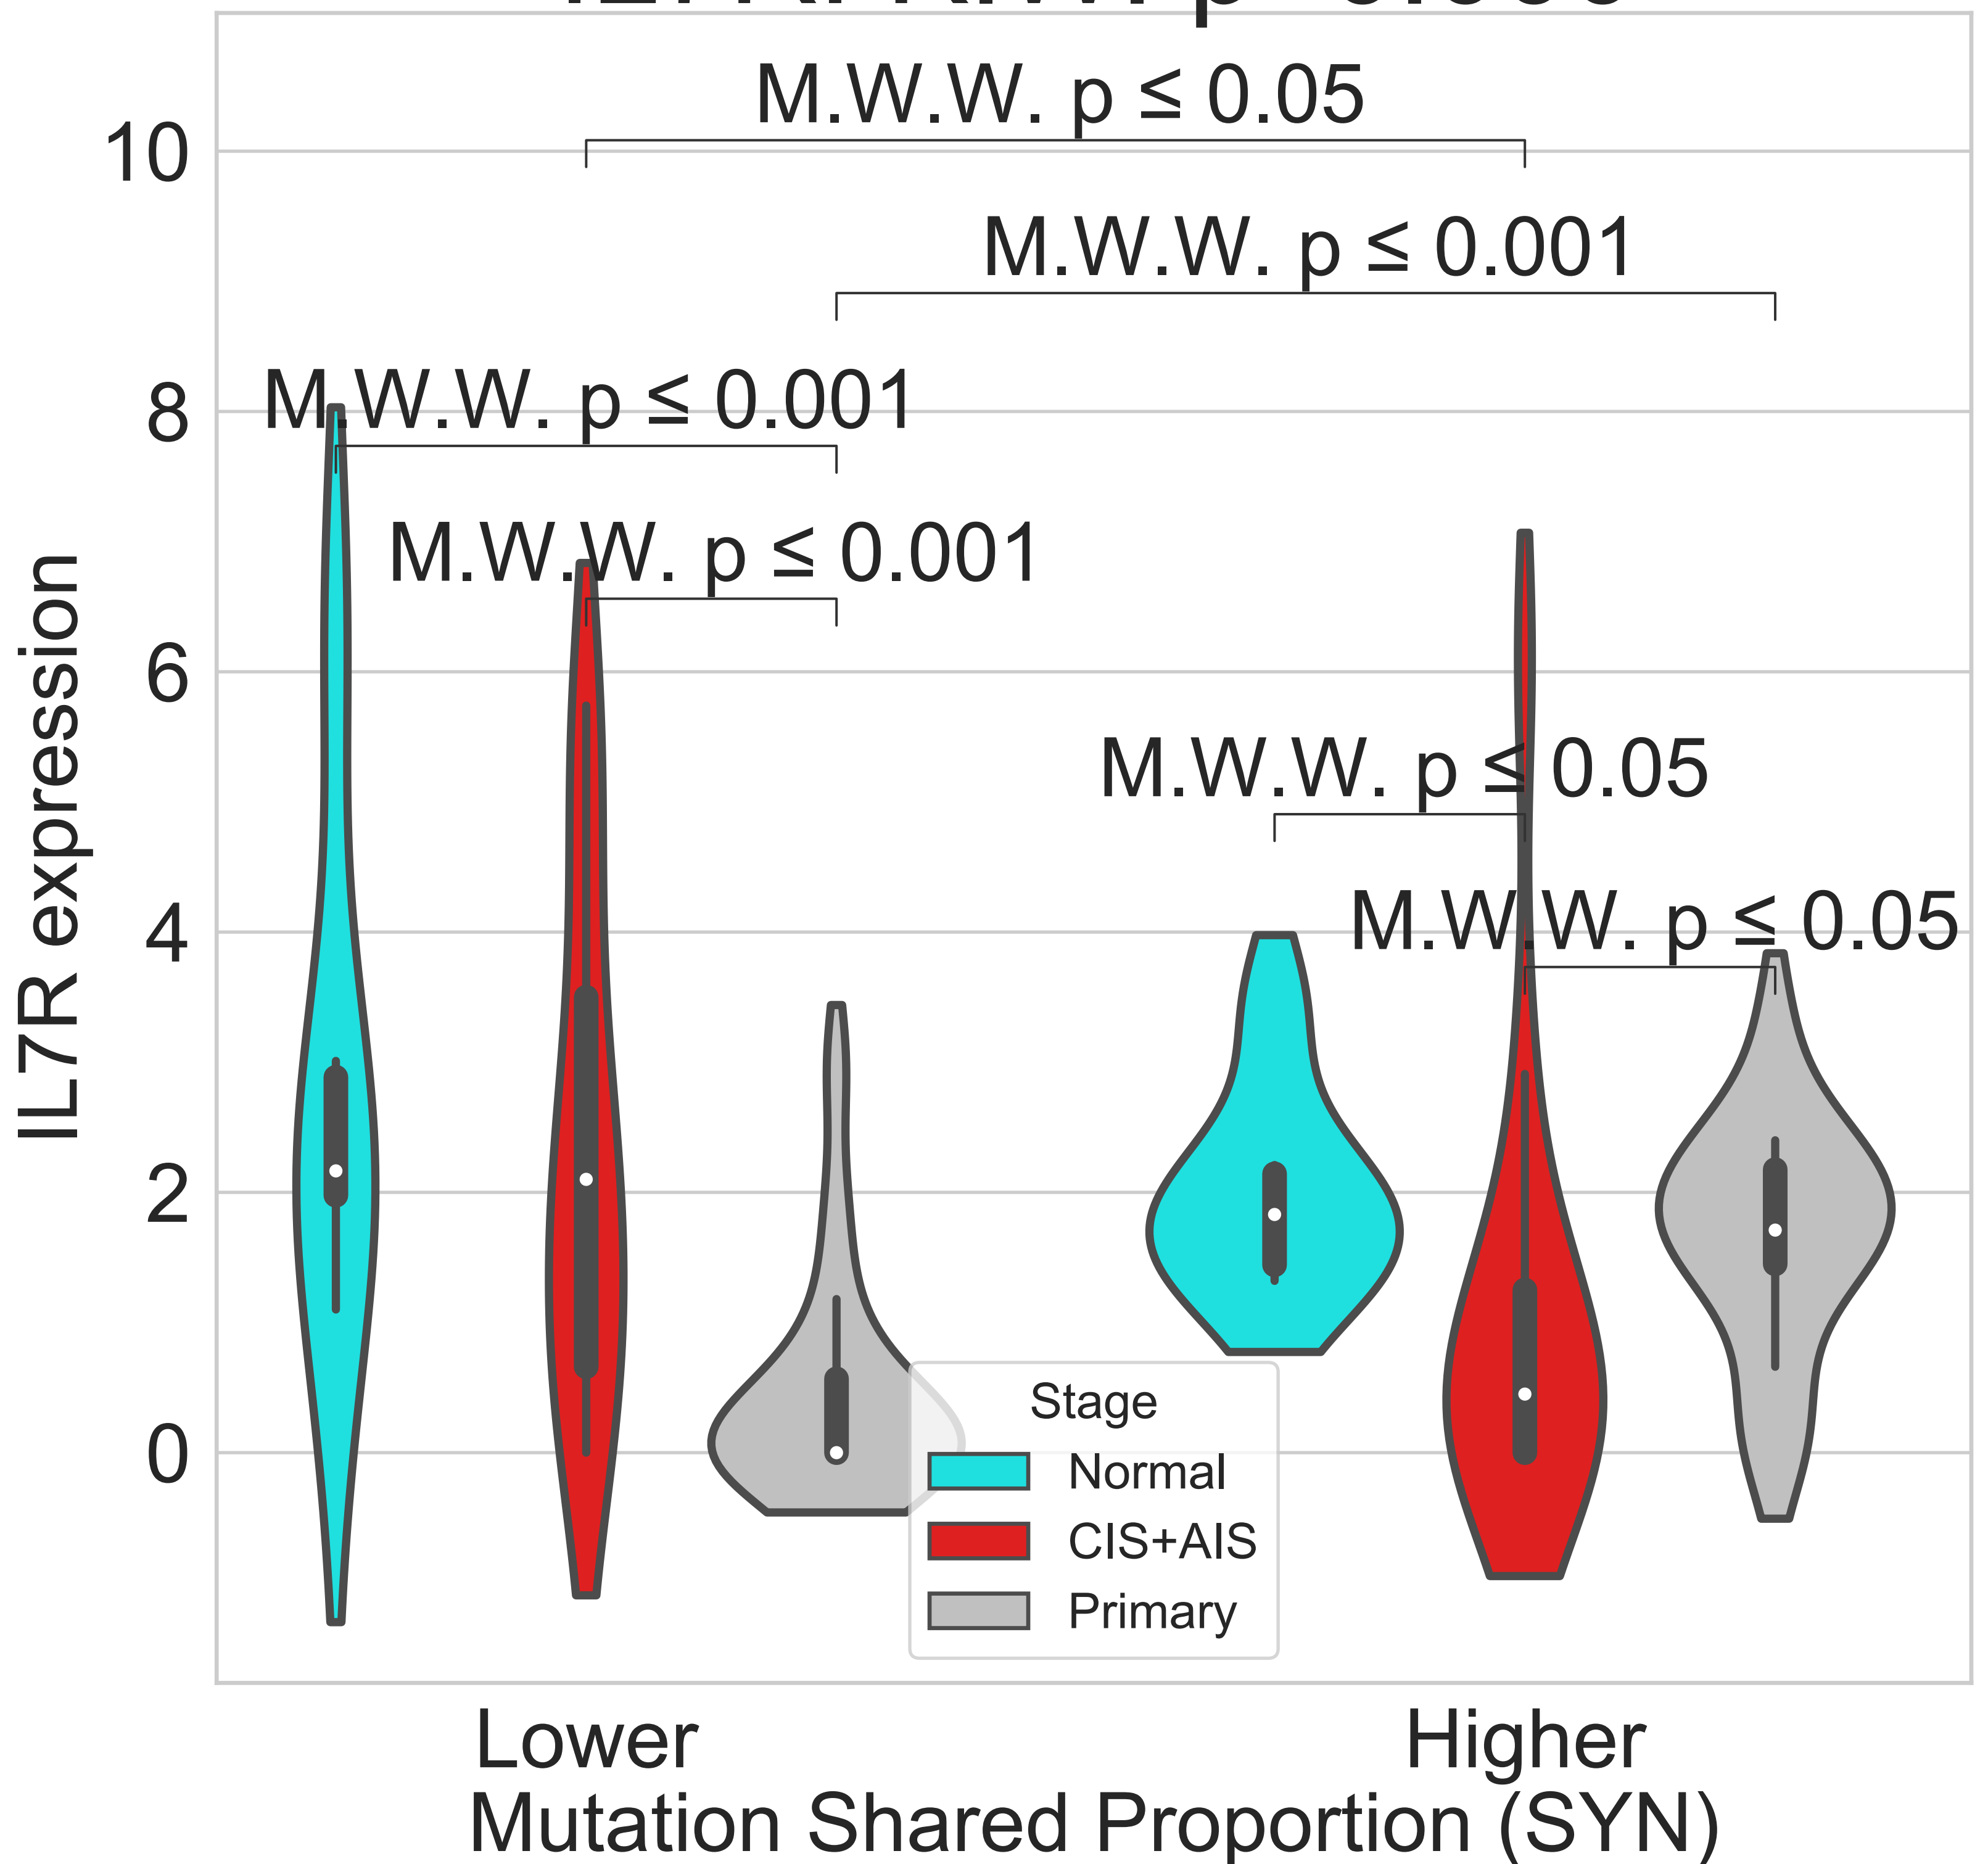 M.W.W. p ≤ 0.05
10
M.W.W. p ≤ 0.001
M.W.W. p ≤ 0.001
8
M.W.W. p ≤ 0.001
6
M.W.W. p ≤ 0.05
M.W.W. p ≤ 0.05
4
2
0
IL7R expression
Stage
Normal
CIS+AIS
Primary
Lower
Higher
Mutation Shared Proportion (SYN)